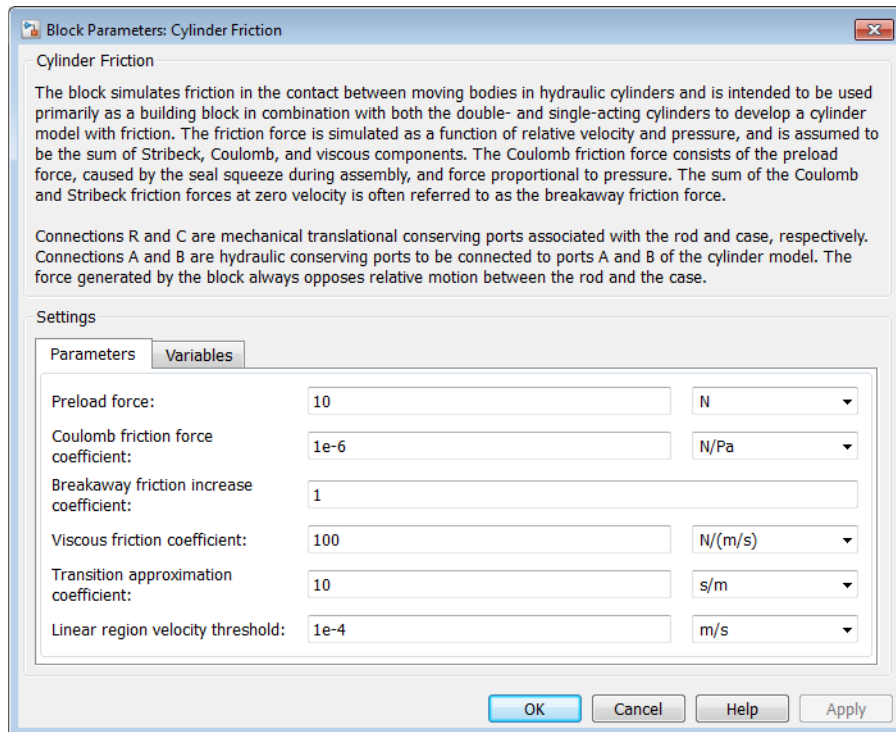 Block Parameters: Cylinder Friction
Cylinder Friction
The block simulates friction in the contact between moving bodies in hydraulic cylinders and is intended to be used
primarily as a building block in combination with both the double- and single-acting cylinders to develop a cylinder
model with friction. The friction force is simulated as a function of relative velocity and pressure, and is assumed to
be the sum of Stribeck, Coulomb, and viscous components. The Coulomb friction force consists of the preload
force, caused by the seal squeeze during assembly, and force proportional to pressure. The sum of the Coulomb
and Stribeck friction forces at zero velocity is often referred to as the breakaway friction force.
Connections R and C are mechanical translational conserving ports associated with the rod and case, respectively.
Connections A and B are hydraulic conserving ports to be connected to ports A and B of the cylinder model. The
force generated by the block always opposes relative motion between the rod and the case.
Settings
Parameters Variables
Preload force: 10 N
Coulomb friction force
coefficient: 1e-6 N/Pa
Breakaway friction increase
coefficient: 1
Viscous friction coefficient: 100 N/(m/s)
Transition approximation
coefficient: 10 s/m
Linear region velocity threshold: 1e-4 m/s
OK Cancel Help Apply